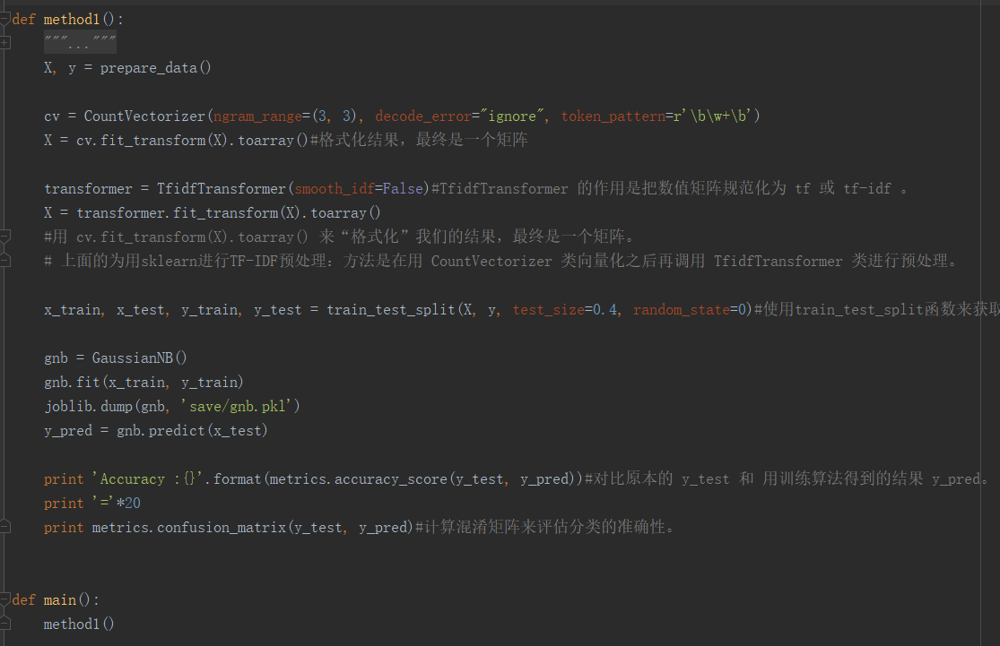 def method1():
"""..."""
X, y = prepare_data()
cv = CountVectorizer(ngram_range=(3, 3), decode_error="ignore", token_pattern=r'\b\w+\b')
X = cv.fit_transform(X).toarray()#格式化结果，最终是一个矩阵
transformer = TfidfTransformer(smooth_idf=False)#TfidfTransformer 的作用是把数值矩阵规范化为 tf 或 tf-idf 。
X = transformer.fit_transform(X).toarray()
#用 cv.fit_transform(X).toarray() 来“格式化”我们的结果，最终是一个矩阵。
# 上面的为用sklearn进行TF-IDF预处理：方法是在用 CountVectorizer 类向量化之后再调用 TfidfTransformer 类进行预处理。
x_train, x_test, y_train, y_test = train_test_split(X, y, test_size=0.4, random_state=0)#使用train_test_split函数来获取
gnb = GaussianNB()
gnb.fit(x_train, y_train)
joblib.dump(gnb, 'save/gnb.pkl')
y_pred = gnb.predict(x_test)
print 'Accuracy :{}'.format(metrics.accuracy_score(y_test, y_pred))#对比原本的 y_test 和 用训练算法得到的结果 y_pred。
print '='*20
print metrics.confusion_matrix(y_test, y_pred)#计算混淆矩阵来评估分类的准确性。
def main():
method1()